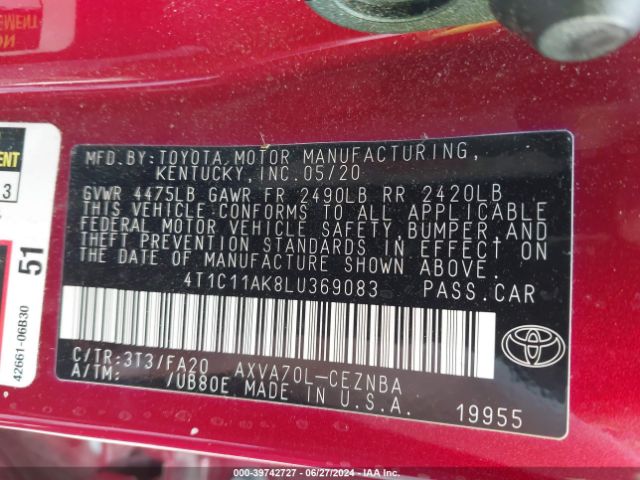 MFD.BY:TOYOTA MOTOR MANUFACTURING,
KENTUCKY, INC.05/20
GVWR 4475LB GAWR FR 2490LB RR 2420LB
THIS VEHICLE CONFORMS TO ALL APPLICABLE
FEDERAL MOTOR VEHICLE SAFETY,BUMPER,AND
THEFT PREVENTION STANDARDS IN EFFECT ON
THE DATE OF MANUFACTURE SHOWN ABOVE.
4T1C11AK8LU369083 PASS.CAR
C/TR:3T3/FA20 AXVA70L-CEZNBA
A/TM: /UB80E MADE IN U.S.A.
19955
51
42661-06B30
000-39742727 | 06/27/2024 | IAAI.com